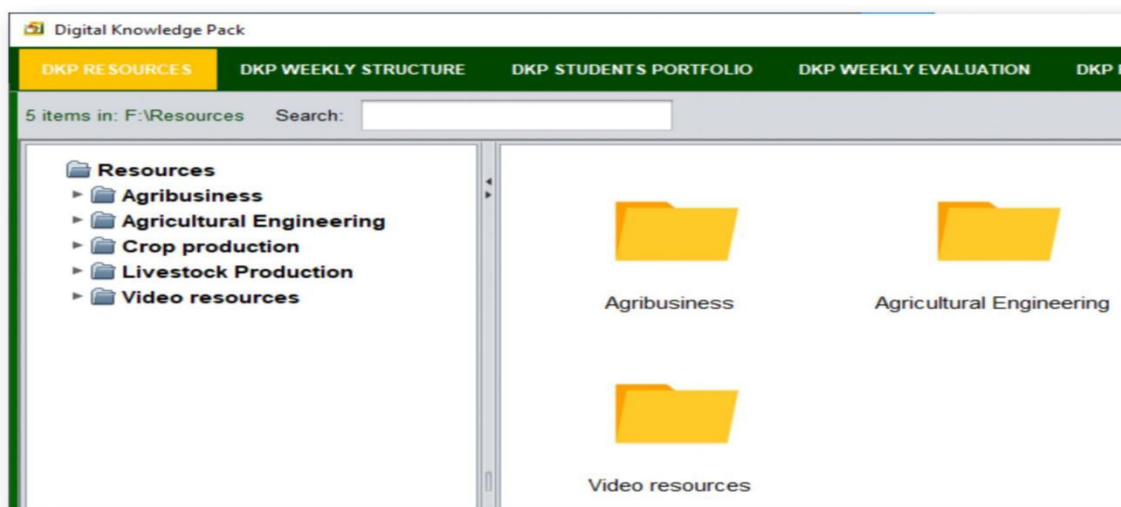 Digital Knowledge Pack
DKP RESOURCES DKP WEEKLY STRUCTURE DKP STUDENTS PORTFOLIO DKP WEEKLY EVALUATION DKP
5 items in: F:\Resources Search:
Resources
Agribusiness
Agricultural Engineering
Crop production
Livestock Production
Video resources
Agribusiness Agricultural Engineering
Video resources